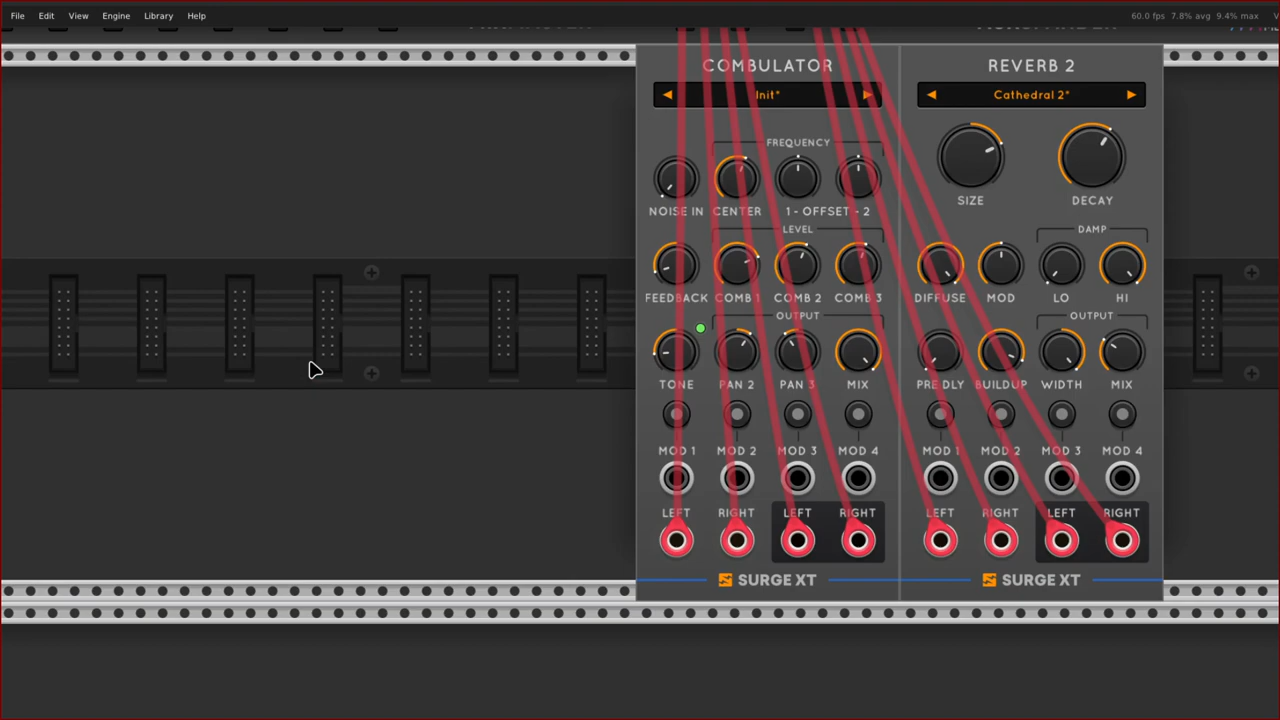 File Edit View Engine Library Help
60.0 fps 7.8% avg 9.4% max
COMBULATOR
REVERB 2
Init*
Cathedral 2*
FREQUENCY
NOISE IN CENTER 1 - OFFSET - 2
SIZE DECAY
LEVEL
DAMP
FEEDBACK COMB 1 COMB 2 COMB 3
DIFFUSE MOD LO HI
OUTPUT
OUTPUT
TONE PAN 2 PAN 3 MIX
PREDLY BUILDUP WIDTH MIX
MOD 1 MOD 2 MOD 3 MOD 4
MOD 1 MOD 2 MOD 3 MOD 4
LEFT RIGHT LEFT RIGHT
LEFT RIGHT LEFT RIGHT
SURGE XT
SURGE XT